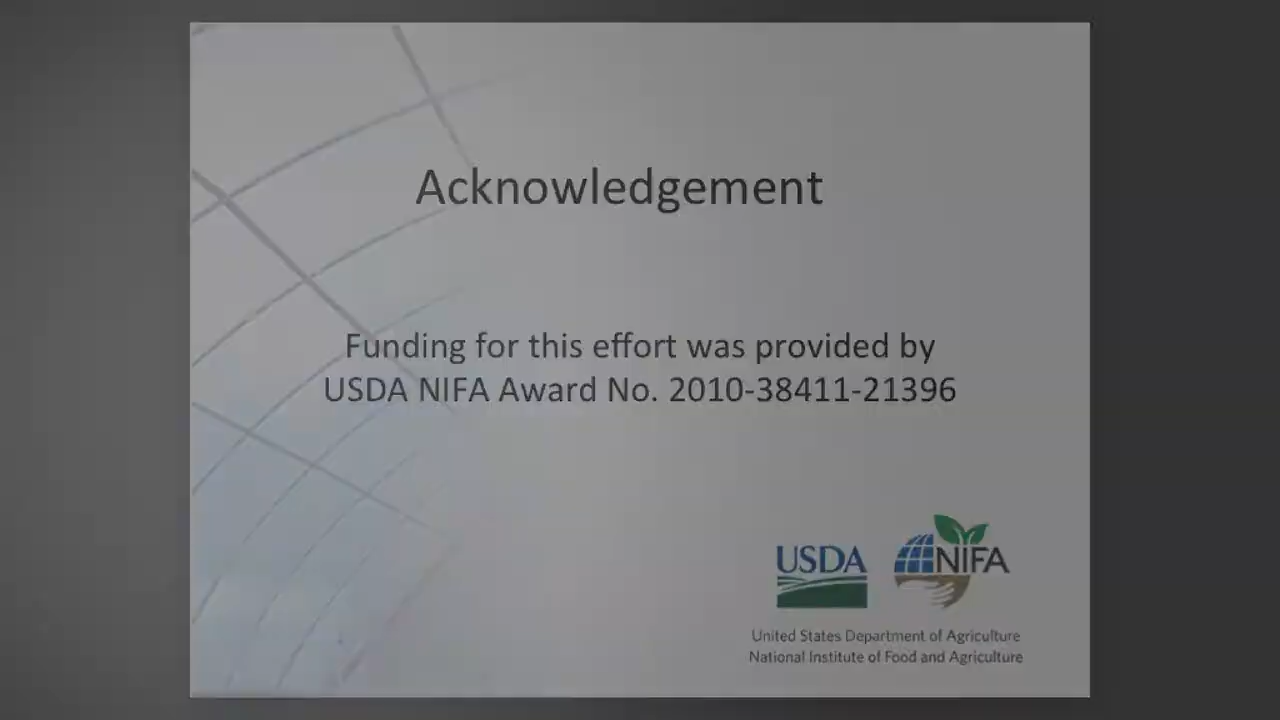 Acknowledgement
Funding for this effort was provided by
USDA NIFA Award No. 2010-38411-21396
USDA
NIFA
United States Department of Agriculture
National Institute of Food and Agriculture